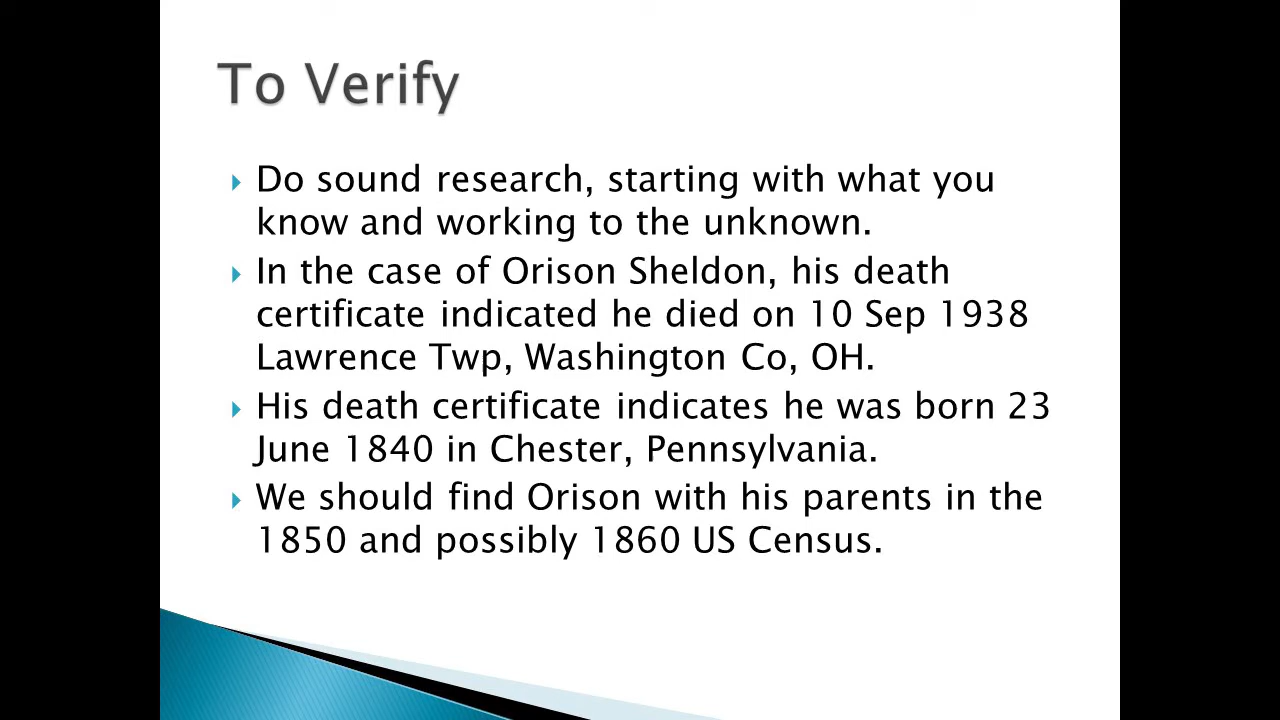 To Verify
Do sound research, starting with what you
know and working to the unknown.
In the case of Orison Sheldon, his death
certificate indicated he died on 10 Sep 1938
Lawrence Twp, Washington Co, OH.
His death certificate indicates he was born 23
June 1840 in Chester, Pennsylvania.
We should find Orison with his parents in the
1850 and possibly 1860 US Census.